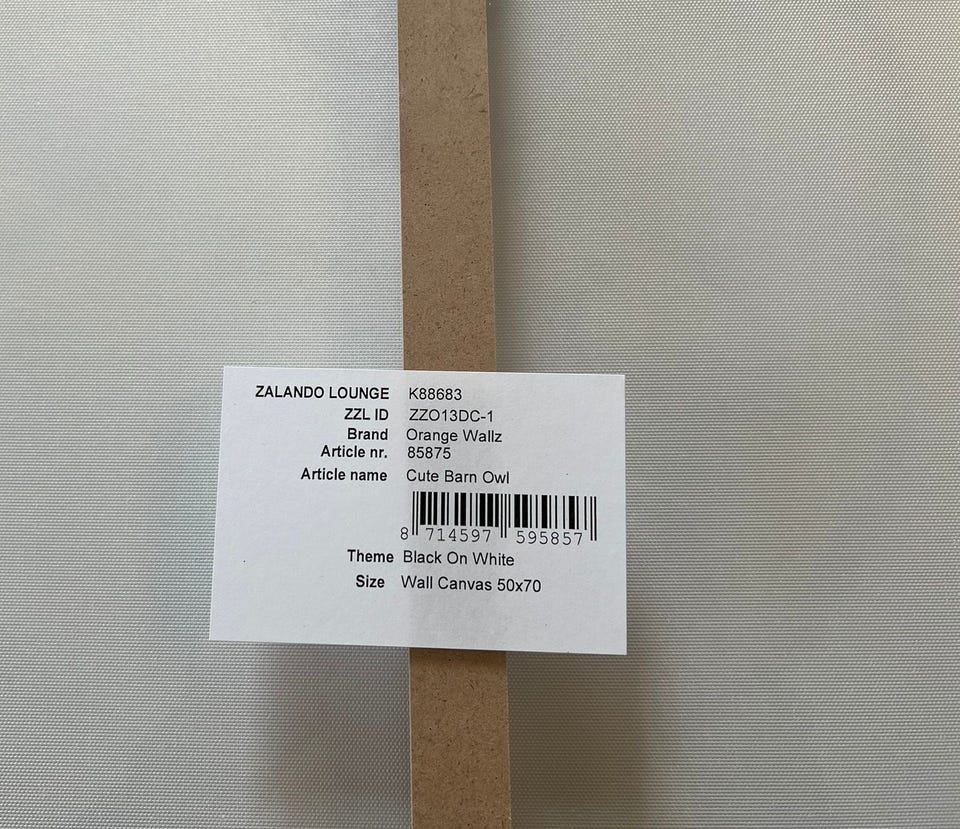 ZALANDO LOUNGE K88683
ZZL ID ZZO13DC-1
Brand Orange Wallz
Article nr. 85875
Article name Cute Barn Owl
8 714597 595857
Theme Black On White
Size Wall Canvas 50x70